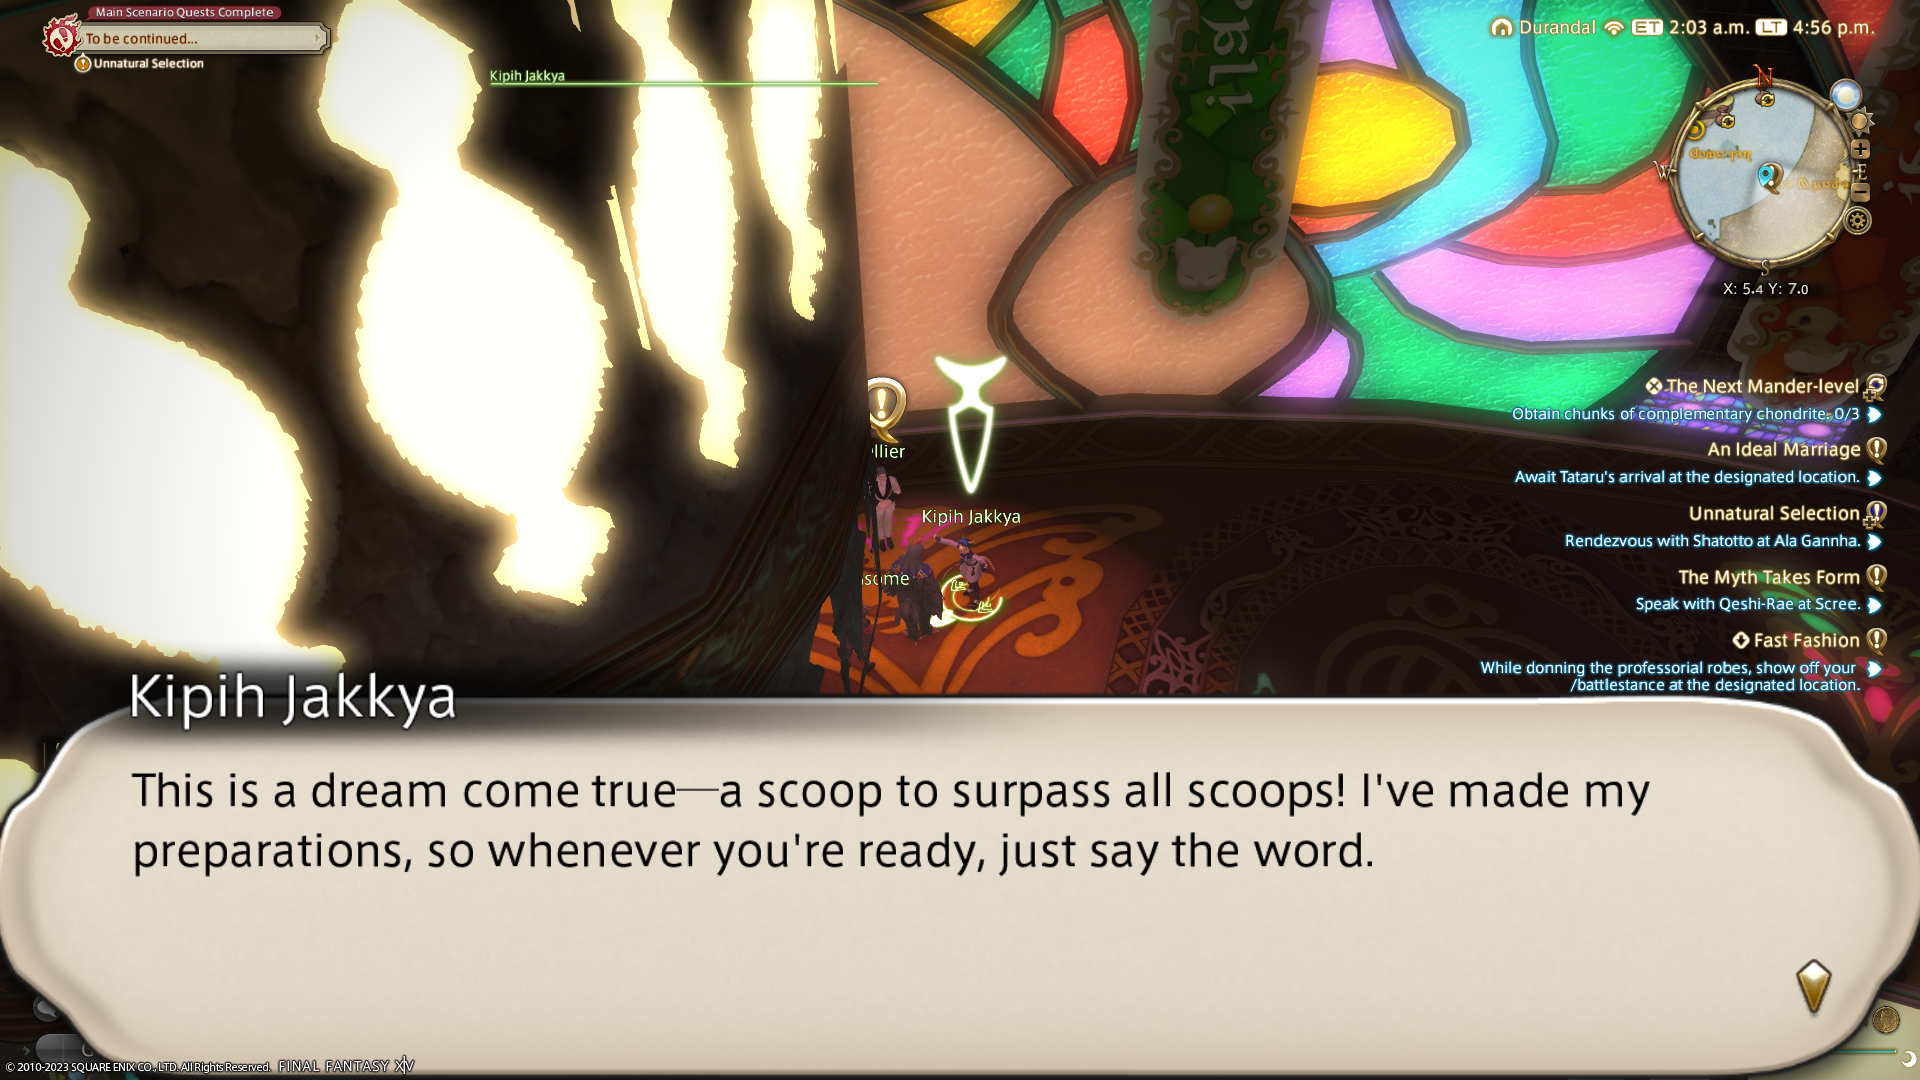 Main Scenario Quests Complete
To be continued...
Unnatural Selection
Kipih Jakkya
Durandal ET 2:03 a.m. LT 4:56 p.m.
N
W
E
S
X: 5.4 Y: 7.0
The Next Mander-level
Obtain chunks of complementary chondrite. 0/3
An Ideal Marriage
Await Tataru's arrival at the designated location.
Unnatural Selection
Rendezvous with Shatotto at Ala Gannha.
The Myth Takes Form
Speak with Qeshi-Rae at Scree.
Fast Fashion
While donning the professorial robes, show off your
/battlestance at the designated location.
Kipih Jakkya
Kipih Jakkya
This is a dream come true—a scoop to surpass all scoops! I've made my
preparations, so whenever you're ready, just say the word.
© 2010-2023 SQUARE ENIX CO., LTD. All Rights Reserved. FINAL FANTASY XIV